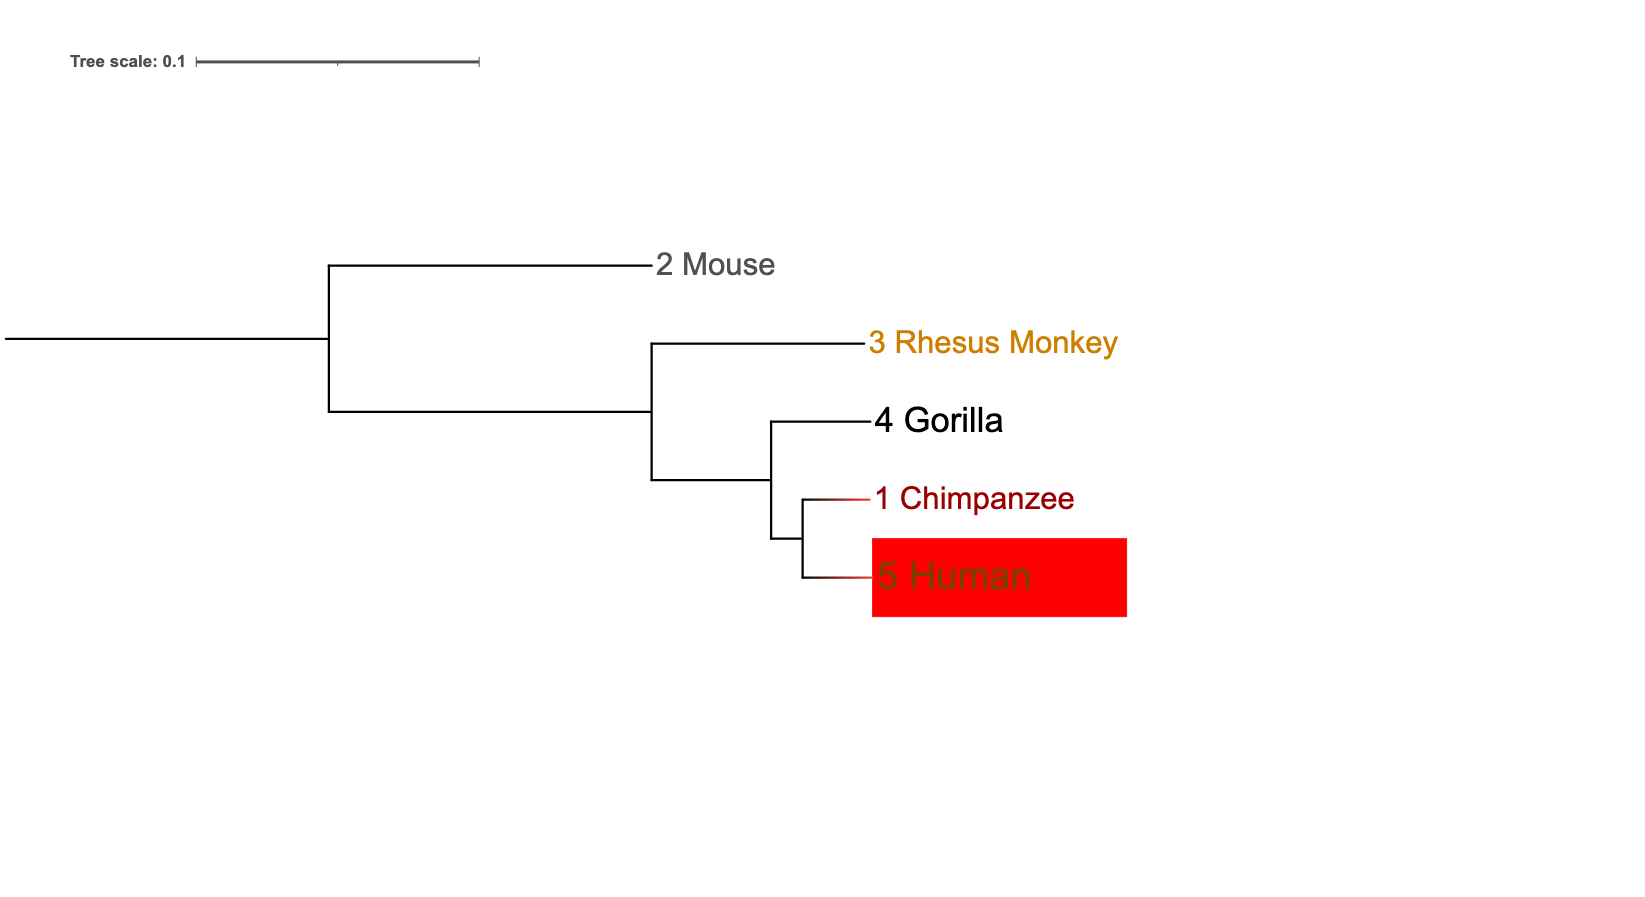 Tree scale: 0.1
2 Mouse
3 Rhesus Monkey
4 Gorilla
1 Chimpanzee
5 Human